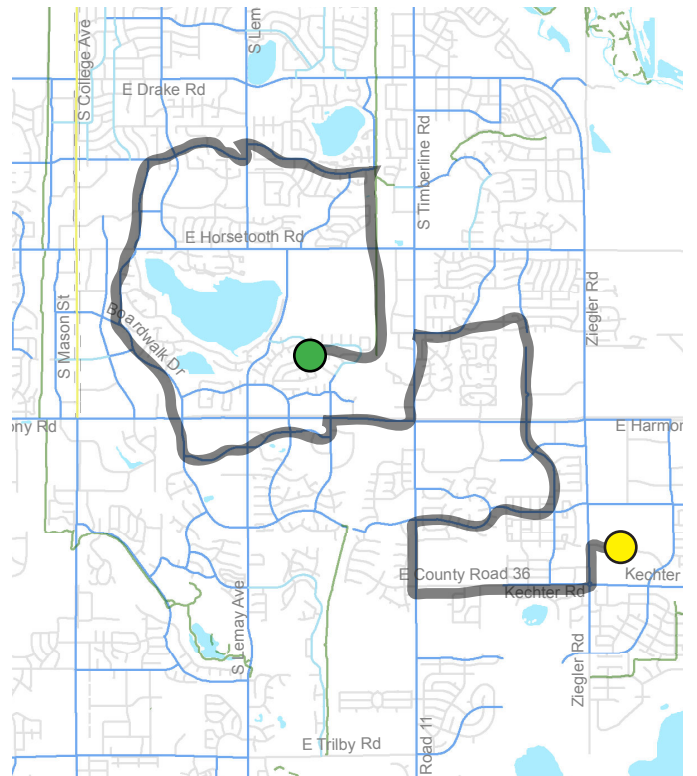 S College Ave
S Lem
E Drake Rd
S Timberline Rd
E Horsetooth Rd
Ziegler Rd
S Mason St
Boardwalk Dr
ony Rd
E Harmon
E County Road 36
Kechter
Kechter Rd
S Lemay Ave
Ziegler Rd
Road 11
E Trilby Rd